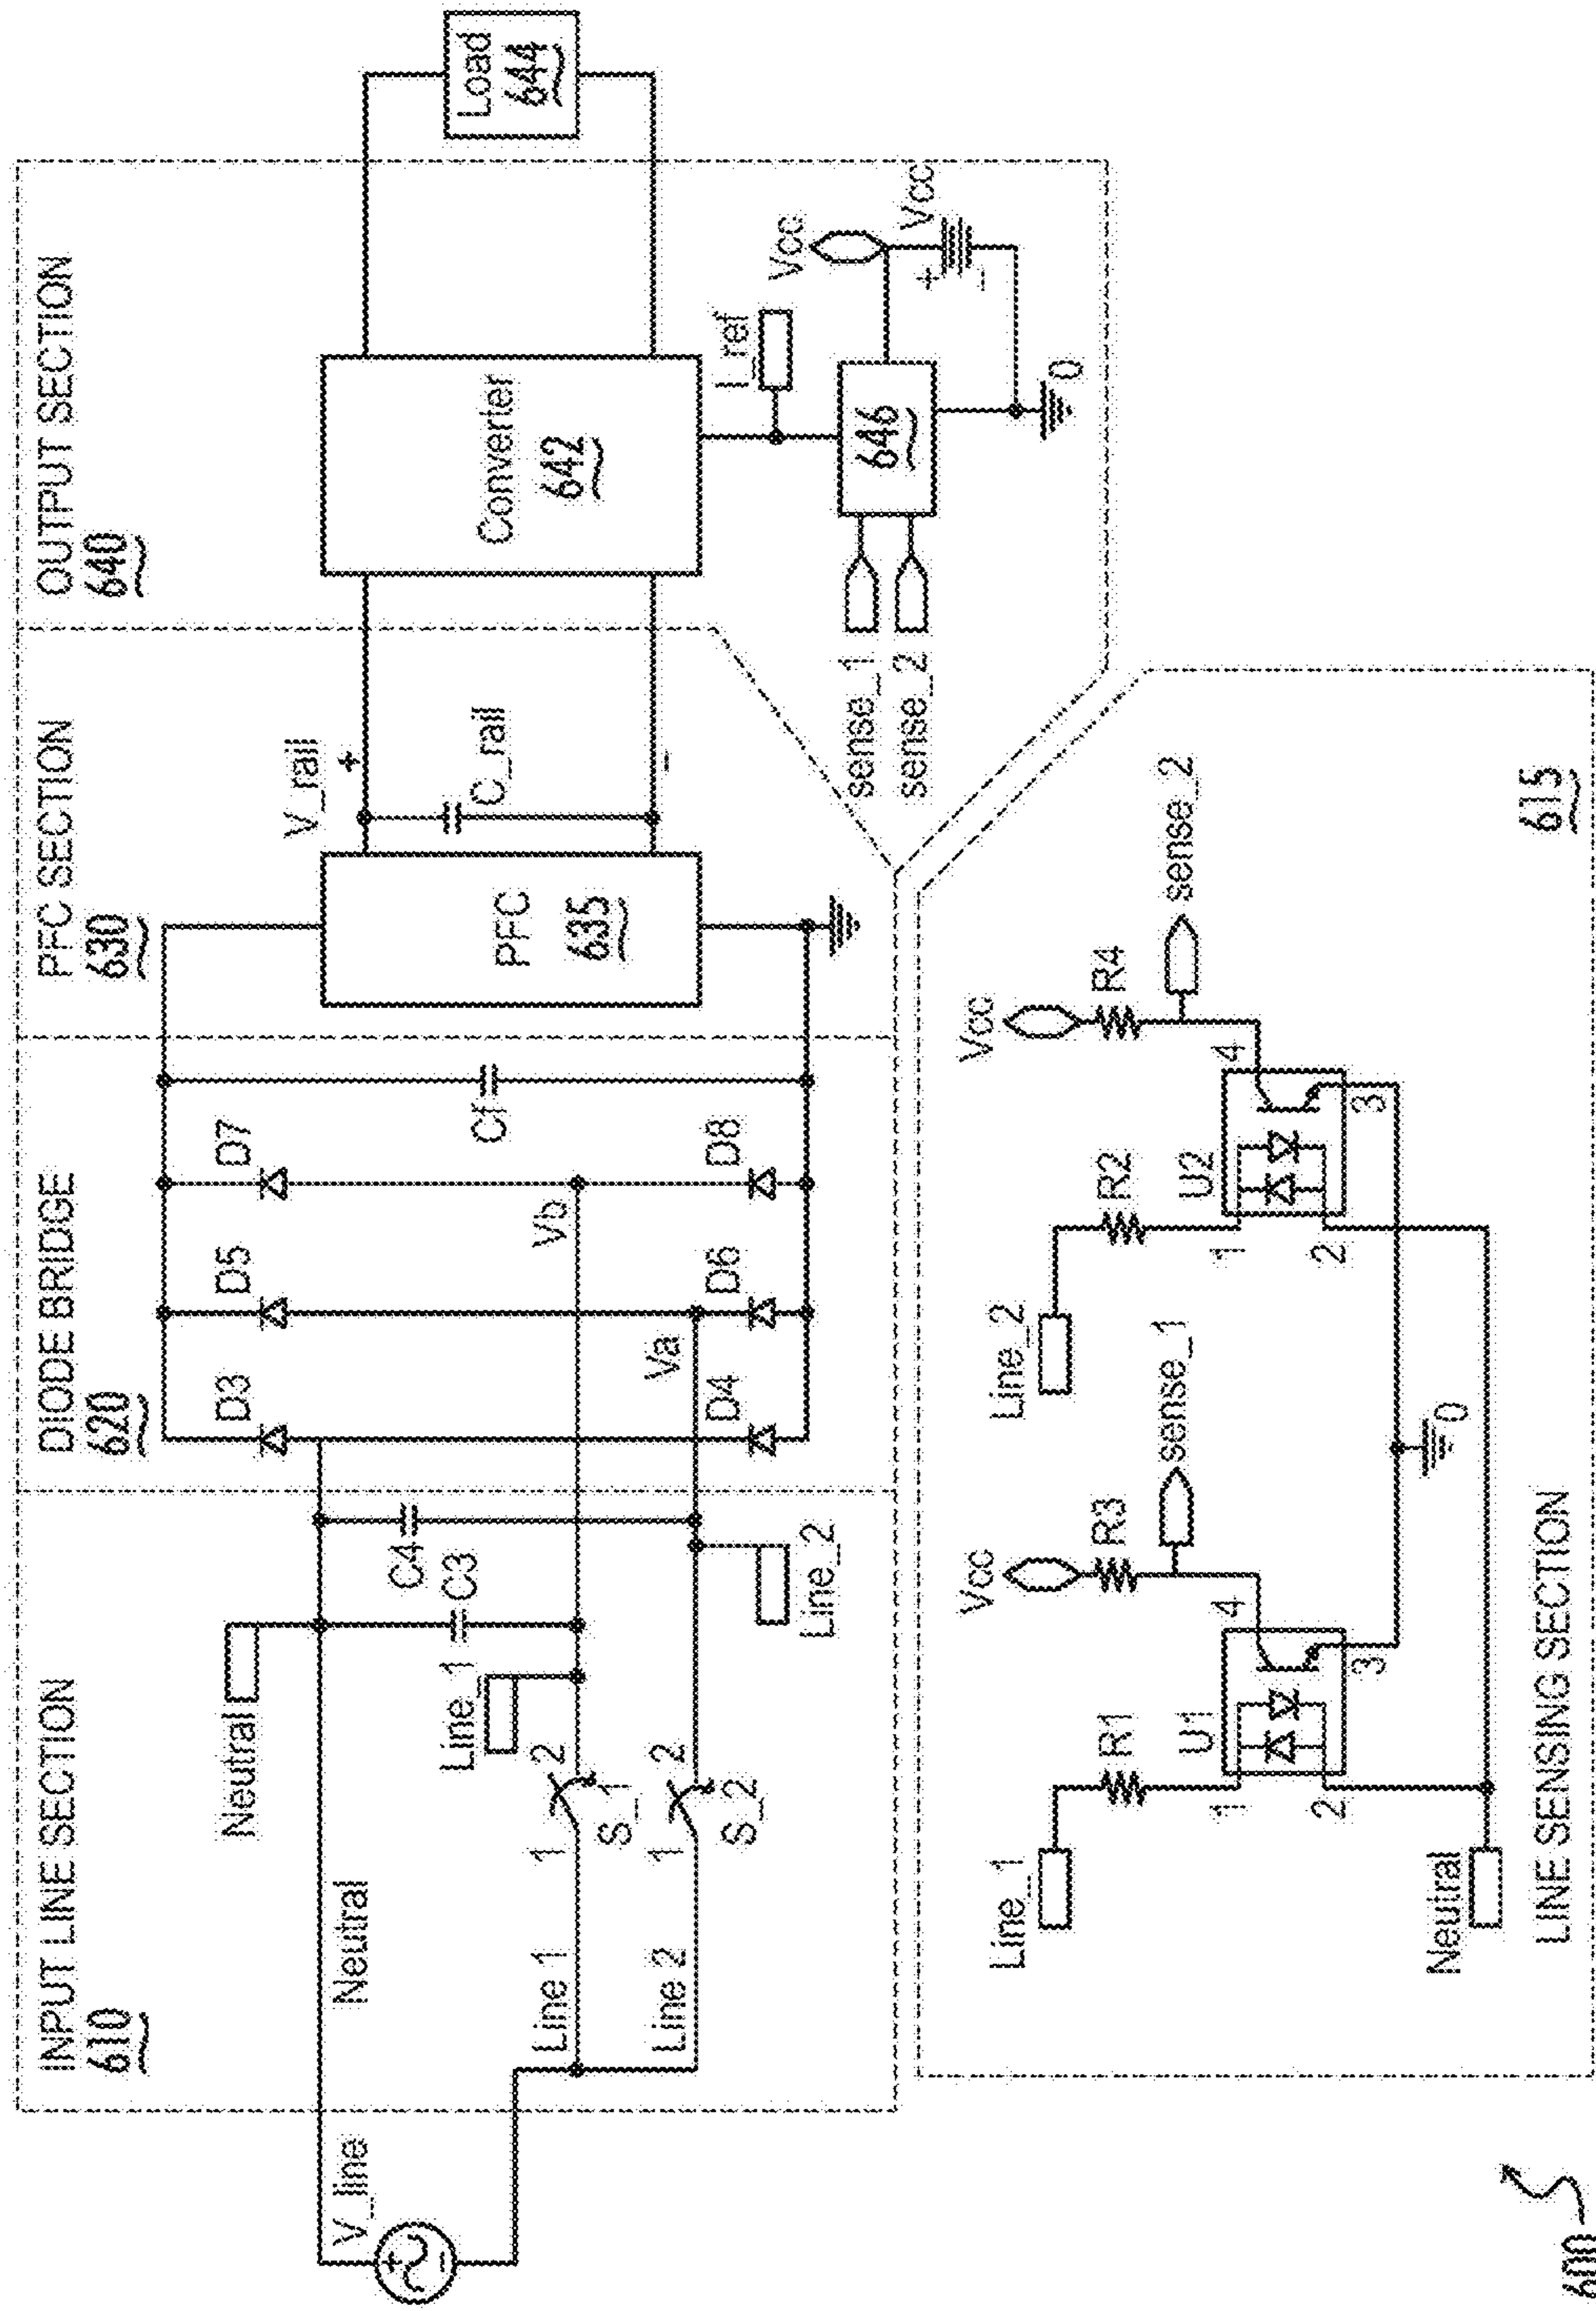 INPUT LINE SECTION
610
DIODE BRIDGE
620
PFC SECTION
630
OUTPUT SECTION
640
V_line
+
-
Neutral
Neutral
Line 1
Line 2
1
2
S_1
1
2
S_2
Line_1
Line_2
C3
C4
D3
D4
D5
D6
D7
D8
Va
Vb
Cf
PFC
635
V_rail
+
-
C_rail
Converter
642
Load
644
I_ref
646
sense_1
sense_2
Vcc
Vcc
+
-
0
Line_1
R1
U1
1
2
3
4
Vcc
R3
sense_1
Line_2
R2
U2
1
2
3
4
Vcc
R4
sense_2
0
Neutral
LINE SENSING SECTION
615
600